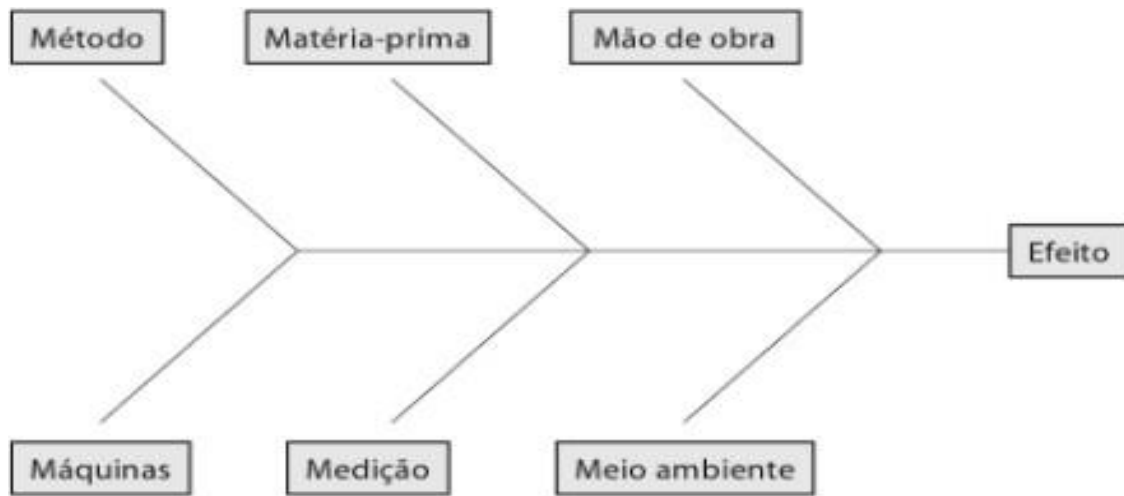 Método
Matéria-prima
Mão de obra
Efeito
Máquinas
Medição
Meio ambiente